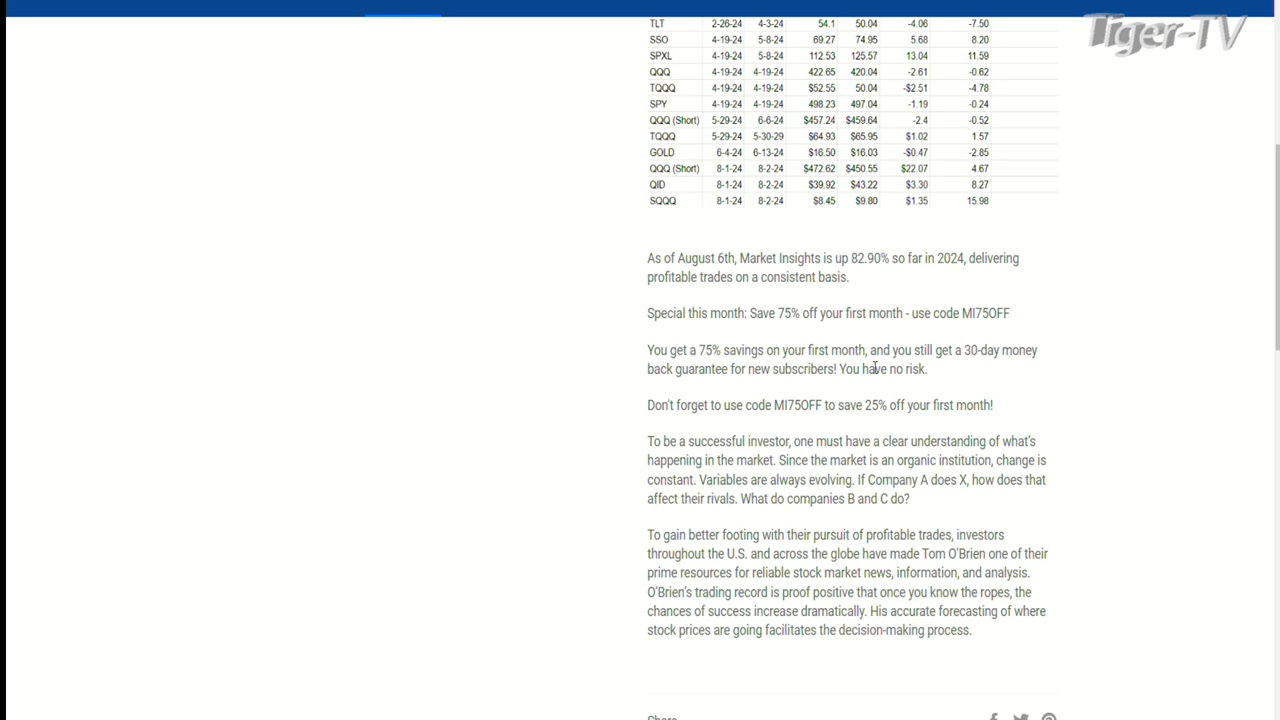 Tiger-TV
TLT 2-26-24 4-3-24 54.1 50.04 -4.06 -7.50
SSO 4-19-24 5-8-24 69.27 74.95 5.68 8.20
SPXL 4-19-24 5-8-24 112.53 125.57 13.04 11.59
QQQ 4-19-24 4-19-24 422.65 420.04 -2.61 -0.62
TQQQ 4-19-24 4-19-24 $52.55 50.04 -$2.51 -4.78
SPY 4-19-24 4-19-24 498.23 497.04 -1.19 -0.24
QQQ (Short) 5-29-24 6-6-24 $457.24 $459.64 -2.4 -0.52
TQQQ 5-29-24 5-30-29 $64.93 $65.95 $1.02 1.57
GOLD 6-4-24 6-13-24 $16.50 $16.03 -$0.47 -2.85
QQQ (Short) 8-1-24 8-2-24 $472.62 $450.55 $22.07 4.67
QID 8-1-24 8-2-24 $39.92 $43.22 $3.30 8.27
SQQQ 8-1-24 8-2-24 $8.45 $9.80 $1.35 15.98
As of August 6th, Market Insights is up 82.90% so far in 2024, delivering
profitable trades on a consistent basis.
Special this month: Save 75% off your first month - use code MI75OFF
You get a 75% savings on your first month, and you still get a 30-day money
back guarantee for new subscribers! You have no risk.
Don't forget to use code MI75OFF to save 25% off your first month!
To be a successful investor, one must have a clear understanding of what's
happening in the market. Since the market is an organic institution, change is
constant. Variables are always evolving. If Company A does X, how does that
affect their rivals. What do companies B and C do?
To gain better footing with their pursuit of profitable trades, investors
throughout the U.S. and across the globe have made Tom O'Brien one of their
prime resources for reliable stock market news, information, and analysis.
O'Brien's trading record is proof positive that once you know the ropes, the
chances of success increase dramatically. His accurate forecasting of where
stock prices are going facilitates the decision-making process.
Share